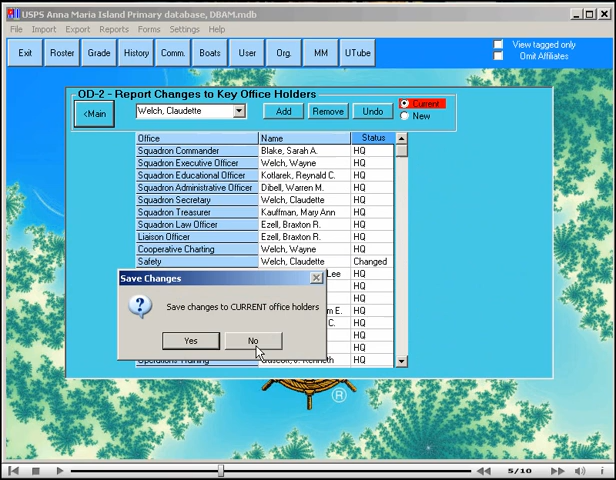 USPS Anna Maria Island Primary database, DBAM.mdb
File Import Export Reports Forms Settings Help
Exit Roster Grade History Comm. Boats User Org. MM UTube
View tagged only
Omit Affiliates
OD-2 - Report Changes to Key Office Holders
<Main Welch, Claudette Add Remove Undo Current
New
Office Name Status
Squadron Commander Blake, Sarah A. HQ
Squadron Executive Officer Welch, Wayne HQ
Squadron Educational Officer Kotlarek, Reynald C. HQ
Squadron Administrative Officer Dibell, Warren M. HQ
Squadron Secretary Welch, Claudette HQ
Squadron Treasurer Kauffman, Mary Ann HQ
Squadron Law Officer Ezell, Braxton R. HQ
Liaison Officer Ezell, Braxton R. HQ
Cooperative Charting Welch, Wayne HQ
Safety Welch, Claudette Changed
Lee HQ
HQ
HQ
m E. HQ
C. HQ
HQ
HQ
HQ
Save Changes
Save changes to CURRENT office holders
Yes No
®
5/10